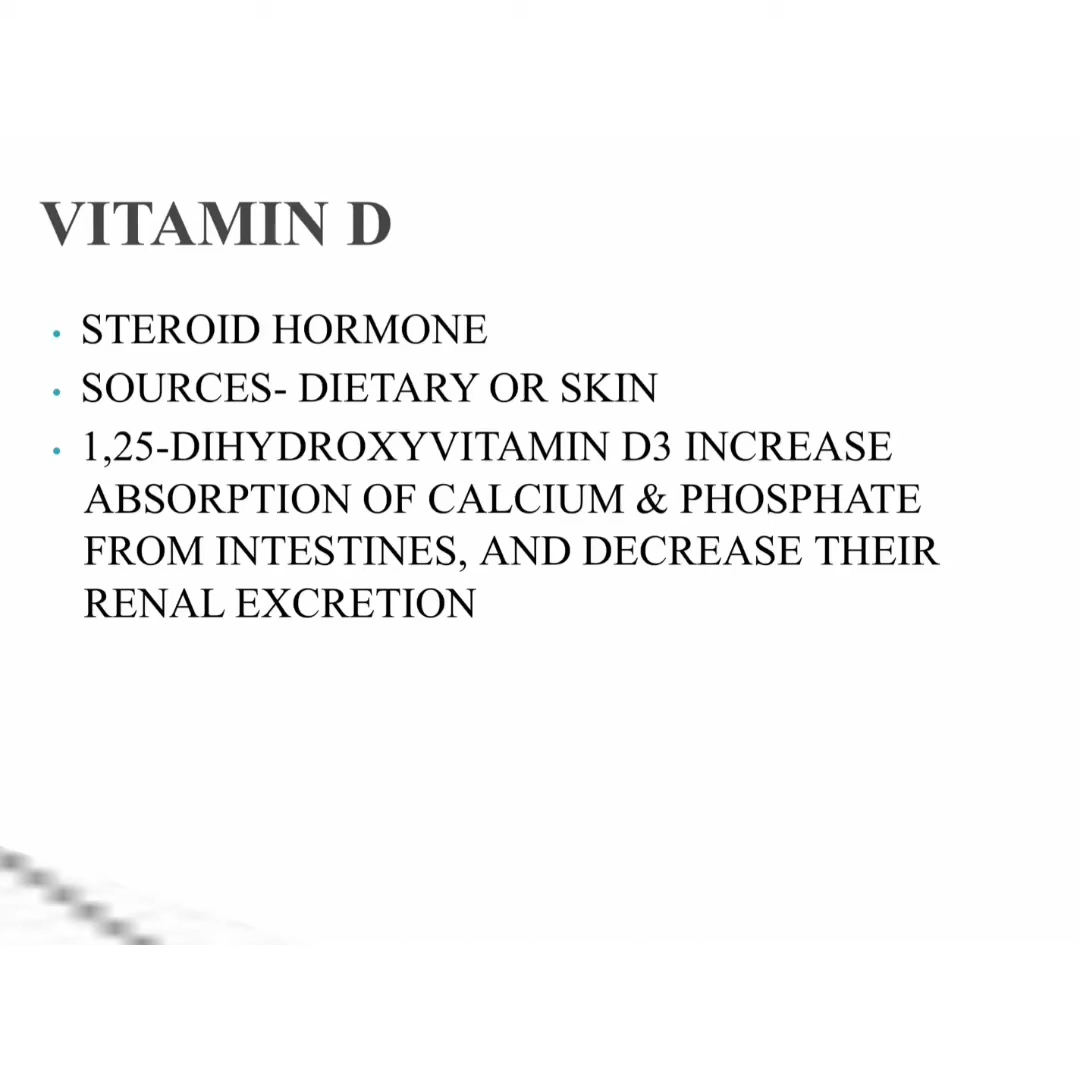 VITAMIN D
• STEROID HORMONE
• SOURCES- DIETARY OR SKIN
• 1,25-DIHYDROXYVITAMIN D3 INCREASE
ABSORPTION OF CALCIUM & PHOSPHATE
FROM INTESTINES, AND DECREASE THEIR
RENAL EXCRETION